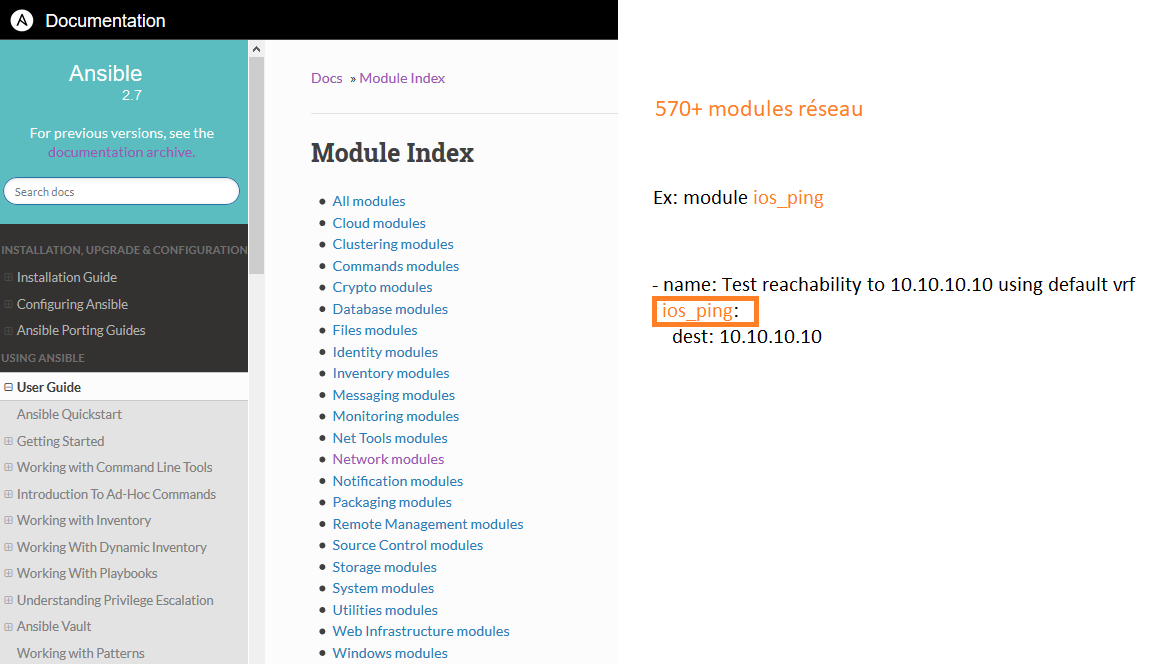 Documentation
Ansible
2.7
For previous versions, see the
documentation archive.
Search docs
INSTALLATION, UPGRADE & CONFIGURATION
Installation Guide
Configuring Ansible
Ansible Porting Guides
USING ANSIBLE
User Guide
Ansible Quickstart
Getting Started
Working with Command Line Tools
Introduction To Ad-Hoc Commands
Working with Inventory
Working With Dynamic Inventory
Working With Playbooks
Understanding Privilege Escalation
Ansible Vault
Working with Patterns
Docs » Module Index
Module Index
All modules
Cloud modules
Clustering modules
Commands modules
Crypto modules
Database modules
Files modules
Identity modules
Inventory modules
Messaging modules
Monitoring modules
Net Tools modules
Network modules
Notification modules
Packaging modules
Remote Management modules
Source Control modules
Storage modules
System modules
Utilities modules
Web Infrastructure modules
Windows modules
570+ modules réseau
Ex: module ios_ping
- name: Test reachability to 10.10.10.10 using default vrf
ios_ping:
dest: 10.10.10.10